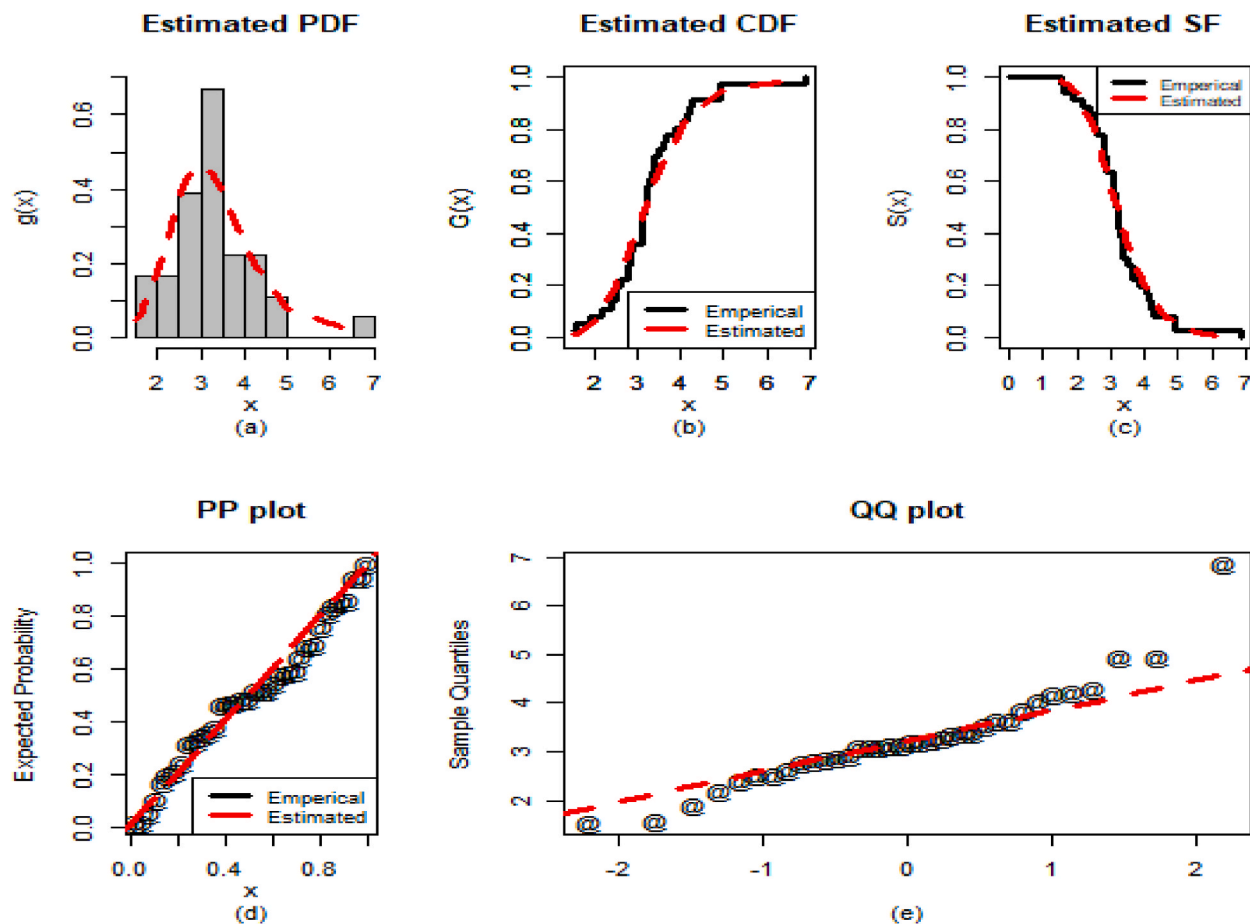 Estimated PDF
g(x)
0.0 0.2 0.4 0.6
2 3 4 5 6 7
x
(a)
Estimated CDF
G(x)
0.0 0.2 0.4 0.6 0.8 1.0
Emperical
Estimated
2 3 4 5 6 7
x
(b)
Estimated SF
S(x)
0.0 0.2 0.4 0.6 0.8 1.0
Emperical
Estimated
0 1 2 3 4 5 6 7
x
(c)
PP plot
Expected Probability
0.0 0.2 0.4 0.6 0.8 1.0
Emperical
Estimated
0.0 0.4 0.8
x
(d)
QQ plot
Sample Quantiles
2 3 4 5 6 7
-2 -1 0 1 2
(e)